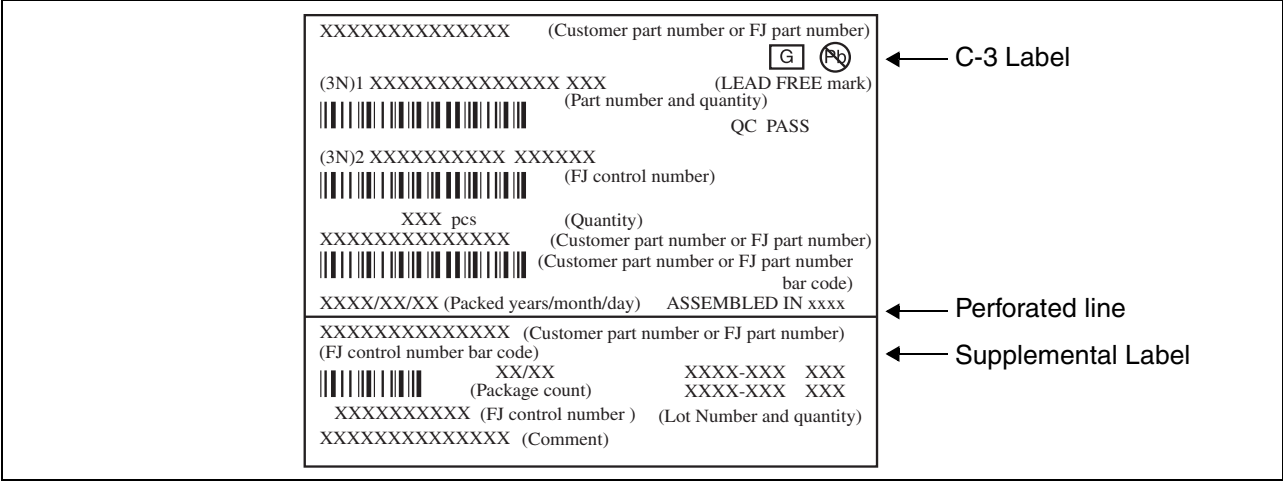 XXXXXXXXXXXXXX (Customer part number or FJ part number)
G Pb
C-3 Label
(3N)1 XXXXXXXXXXXXXX XXX (LEAD FREE mark)
(Part number and quantity)
QC PASS
(3N)2 XXXXXXXXXX XXXXXX
(FJ control number)
XXX pcs (Quantity)
XXXXXXXXXXXXXX (Customer part number or FJ part number)
(Customer part number or FJ part number
bar code)
XXXX/XX/XX (Packed years/month/day) ASSEMBLED IN xxxx
Perforated line
XXXXXXXXXXXXXX (Customer part number or FJ part number)
(FJ control number bar code)
Supplemental Label
XX/XX XXXX-XXX XXX
(Package count) XXXX-XXX XXX
XXXXXXXXXX (FJ control number ) (Lot Number and quantity)
XXXXXXXXXXXXXX (Comment)